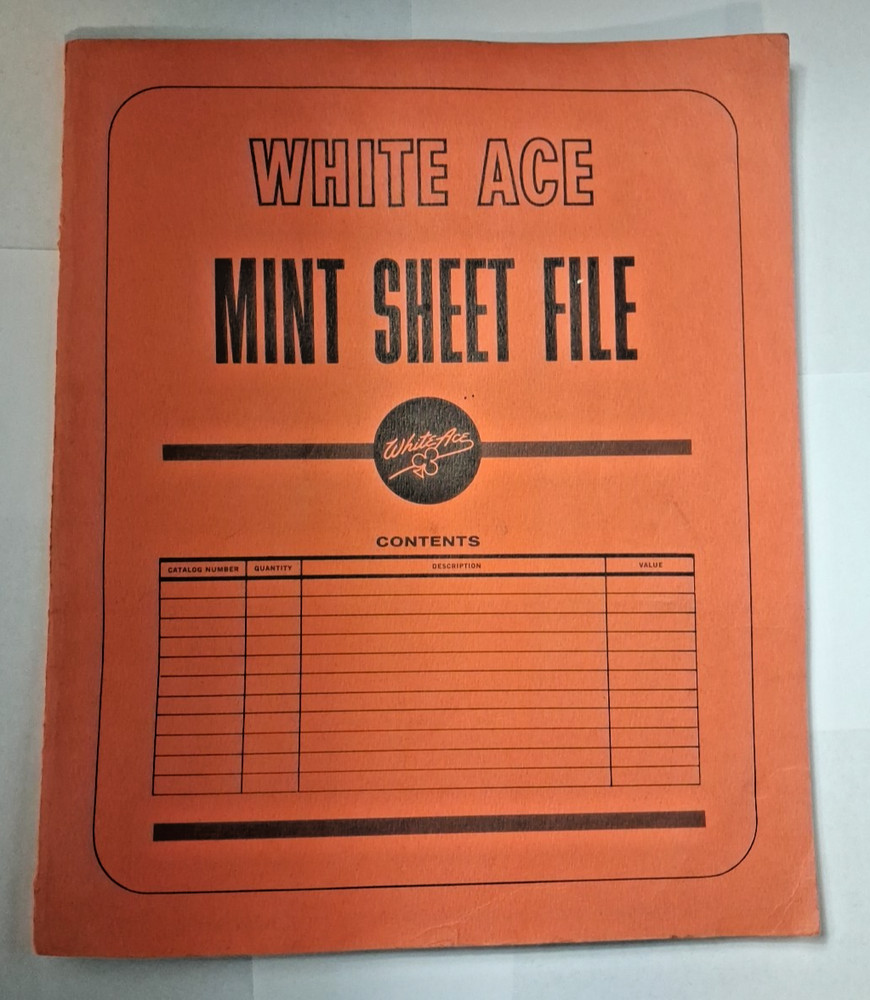 WHITE ACE
MINT SHEET FILE
White Ace
CONTENTS
CATALOG NUMBER QUANTITY DESCRIPTION VALUE